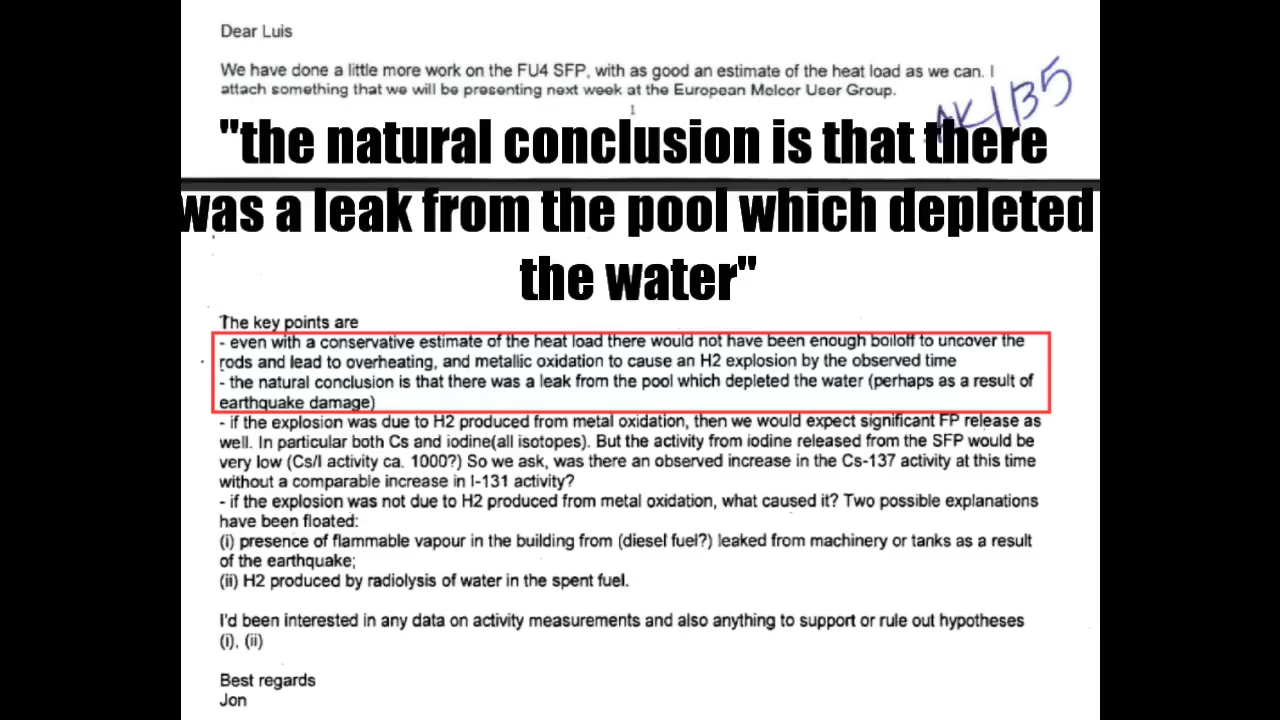 Dear Luis
We have done a little more work on the FU4 SFP, with as good an estimate of the heat load as we can. I
attach something that we will be presenting next week at the European Melcor User Group.
1
AK/B5
"the natural conclusion is that there
was a leak from the pool which depleted
the water"
The key points are
- even with a conservative estimate of the heat load there would not have been enough boiloff to uncover the
rods and lead to overheating, and metallic oxidation to cause an H2 explosion by the observed time
- the natural conclusion is that there was a leak from the pool which depleted the water (perhaps as a result of
earthquake damage)
- if the explosion was due to H2 produced from metal oxidation, then we would expect significant FP release as
well. In particular both Cs and iodine(all isotopes). But the activity from iodine released from the SFP would be
very low (Cs/I activity ca. 1000?) So we ask, was there an observed increase in the Cs-137 activity at this time
without a comparable increase in I-131 activity?
- if the explosion was not due to H2 produced from metal oxidation, what caused it? Two possible explanations
have been floated:
(i) presence of flammable vapour in the building from (diesel fuel?) leaked from machinery or tanks as a result
of the earthquake;
(ii) H2 produced by radiolysis of water in the spent fuel.
I'd been interested in any data on activity measurements and also anything to support or rule out hypotheses
(i), (ii)
Best regards
Jon